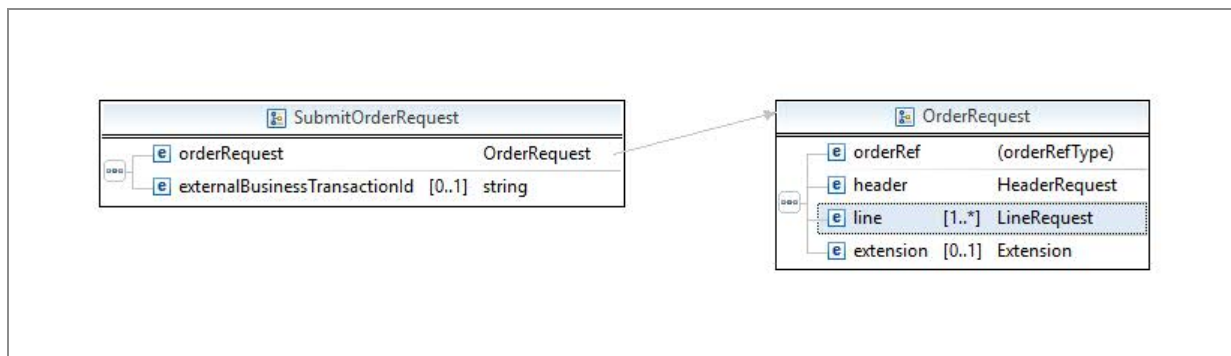 SubmitOrderRequest
orderRequest OrderRequest
externalBusinessTransactionId [0..1] string
OrderRequest
orderRef (orderRefType)
header HeaderRequest
line [1..*] LineRequest
extension [0..1] Extension